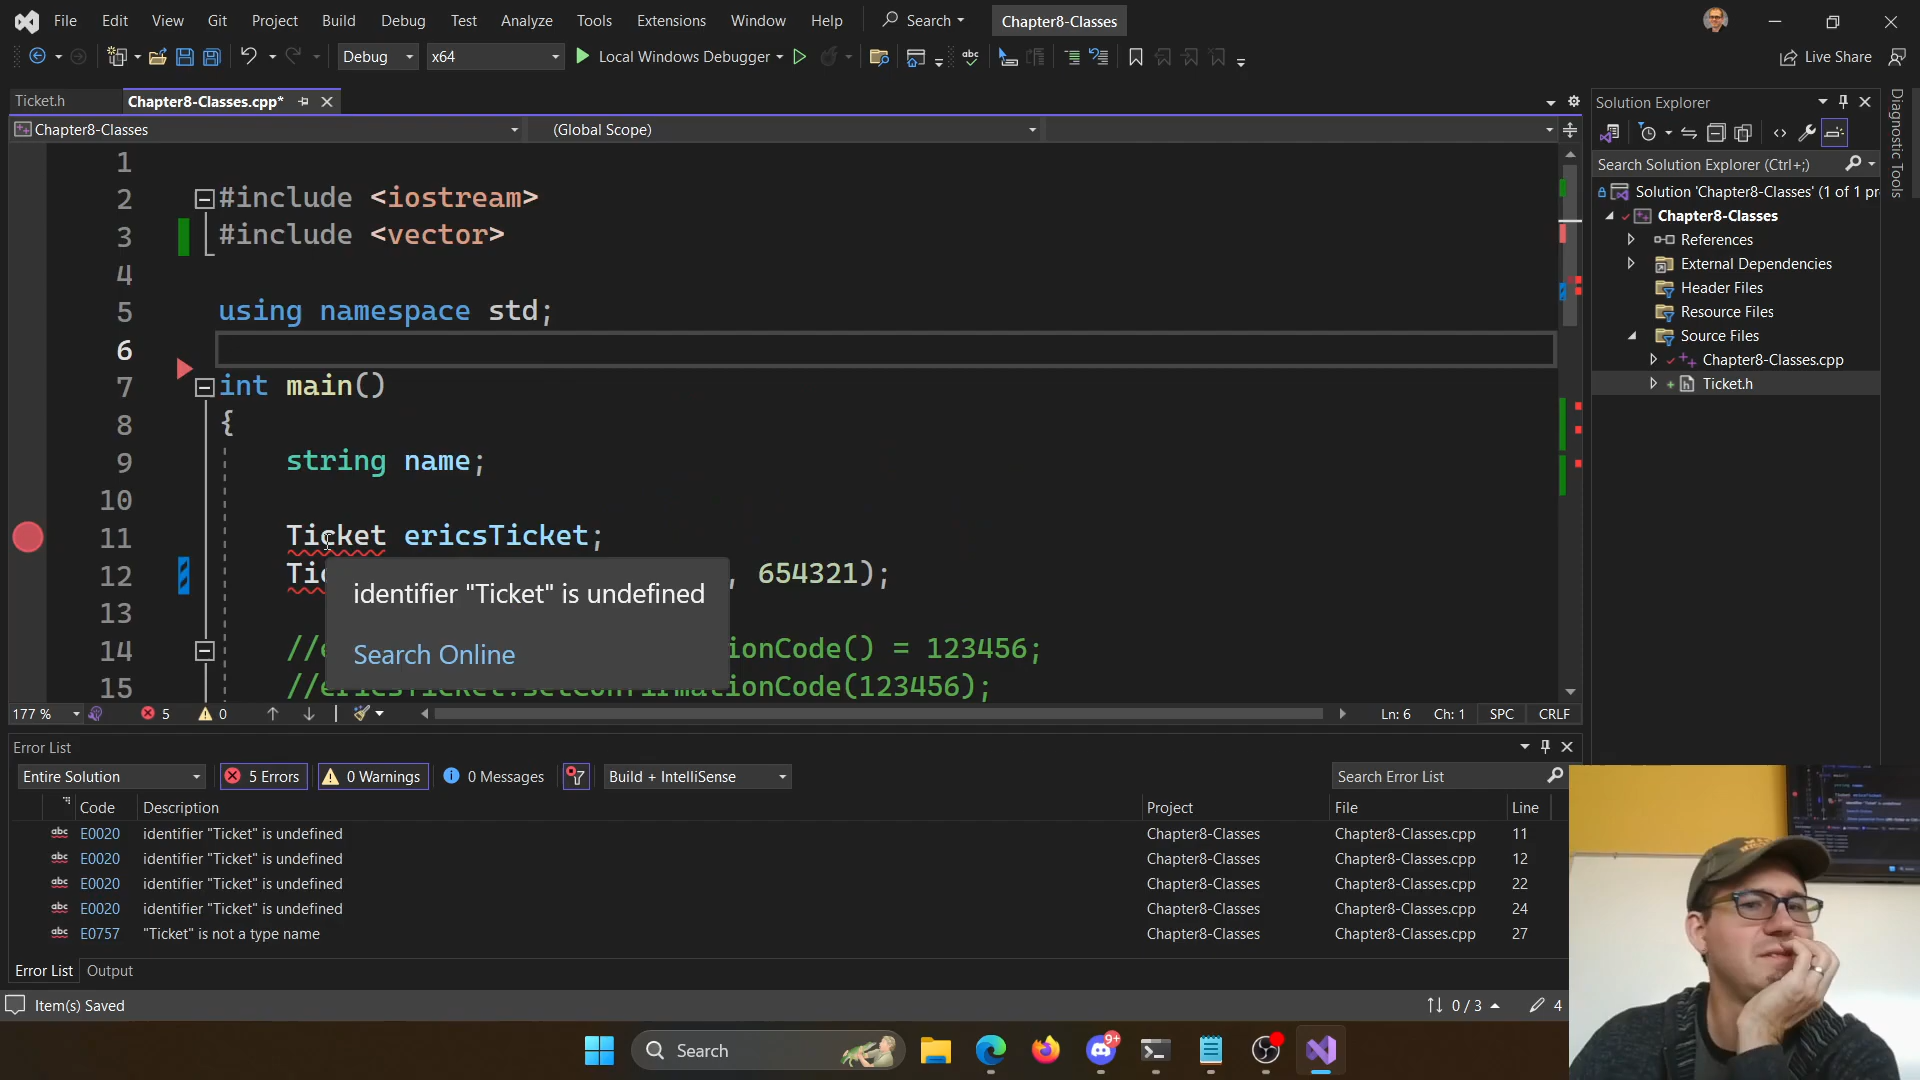 File Edit View Git Project Build Debug Test Analyze Tools Extensions Window Help Search Chapter8-Classes
Debug x64 Local Windows Debugger Live Share
Ticket.h Chapter8-Classes.cpp*
Chapter8-Classes (Global Scope)
1
2 #include <iostream>
3 #include <vector>
4
5 using namespace std;
6
7 int main()
8 {
9 string name;
10
11 Ticket ericsTicket;
12 Tic , 654321);
13
14 //e ionCode() = 123456;
15 //ericsTicket.setConfirmationCode(123456);
identifier "Ticket" is undefined
Search Online
177 % 5 0 Ln: 6 Ch: 1 SPC CRLF
Error List
Entire Solution 5 Errors 0 Warnings 0 Messages Build + IntelliSense Search Error List
abc Code Description Project File Line
abc E0020 identifier "Ticket" is undefined Chapter8-Classes Chapter8-Classes.cpp 11
abc E0020 identifier "Ticket" is undefined Chapter8-Classes Chapter8-Classes.cpp 12
abc E0020 identifier "Ticket" is undefined Chapter8-Classes Chapter8-Classes.cpp 22
abc E0020 identifier "Ticket" is undefined Chapter8-Classes Chapter8-Classes.cpp 24
abc E0757 "Ticket" is not a type name Chapter8-Classes Chapter8-Classes.cpp 27
Error List Output
Item(s) Saved 0 / 3 4
Solution Explorer
Search Solution Explorer (Ctrl+;)
Solution 'Chapter8-Classes' (1 of 1 pr
Chapter8-Classes
References
External Dependencies
Header Files
Resource Files
Source Files
Chapter8-Classes.cpp
Ticket.h
Diagnostic Tools
Search 9+